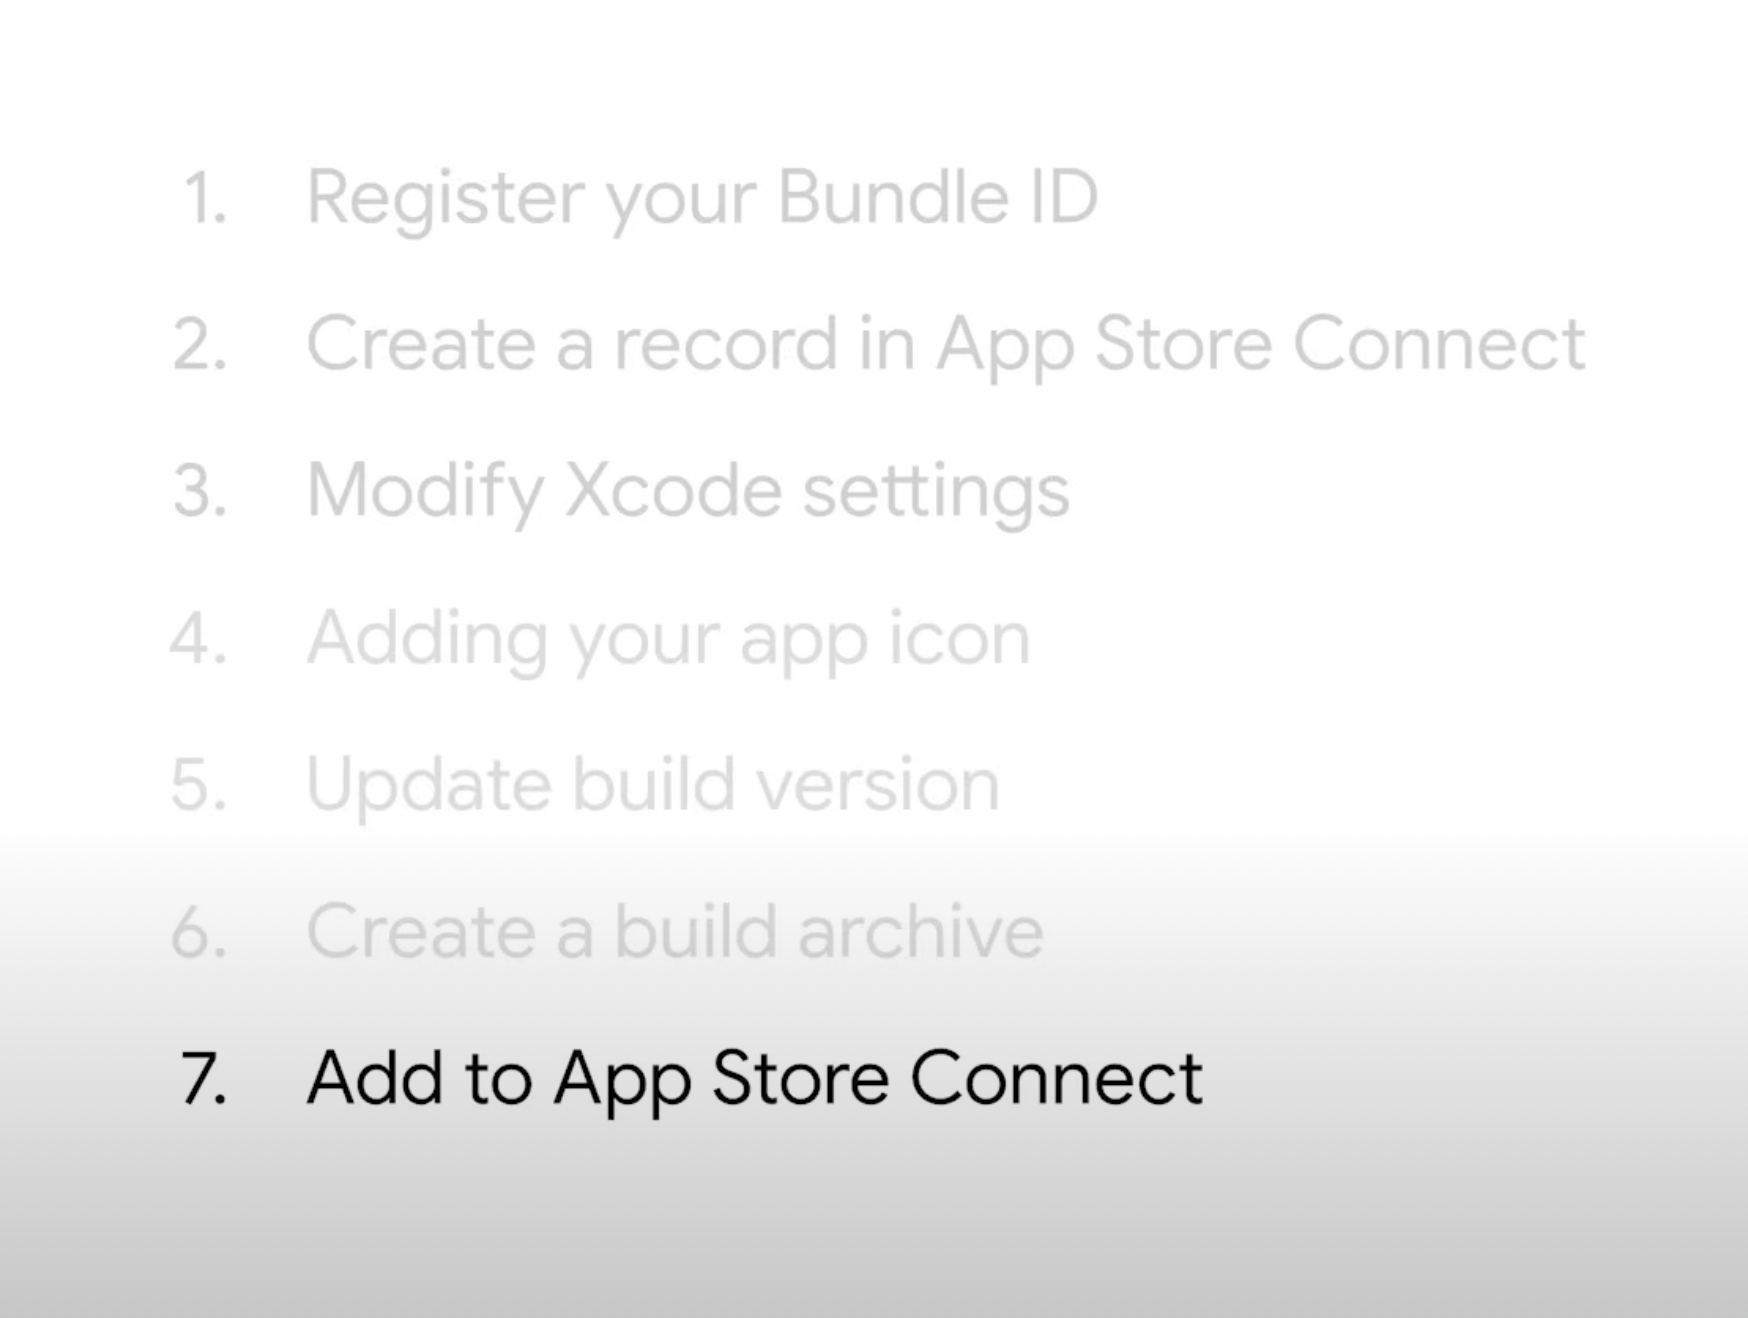 1. Register your Bundle ID
2. Create a record in App Store Connect
3. Modify Xcode settings
4. Adding your app icon
5. Update build version
6. Create a build archive
7. Add to App Store Connect